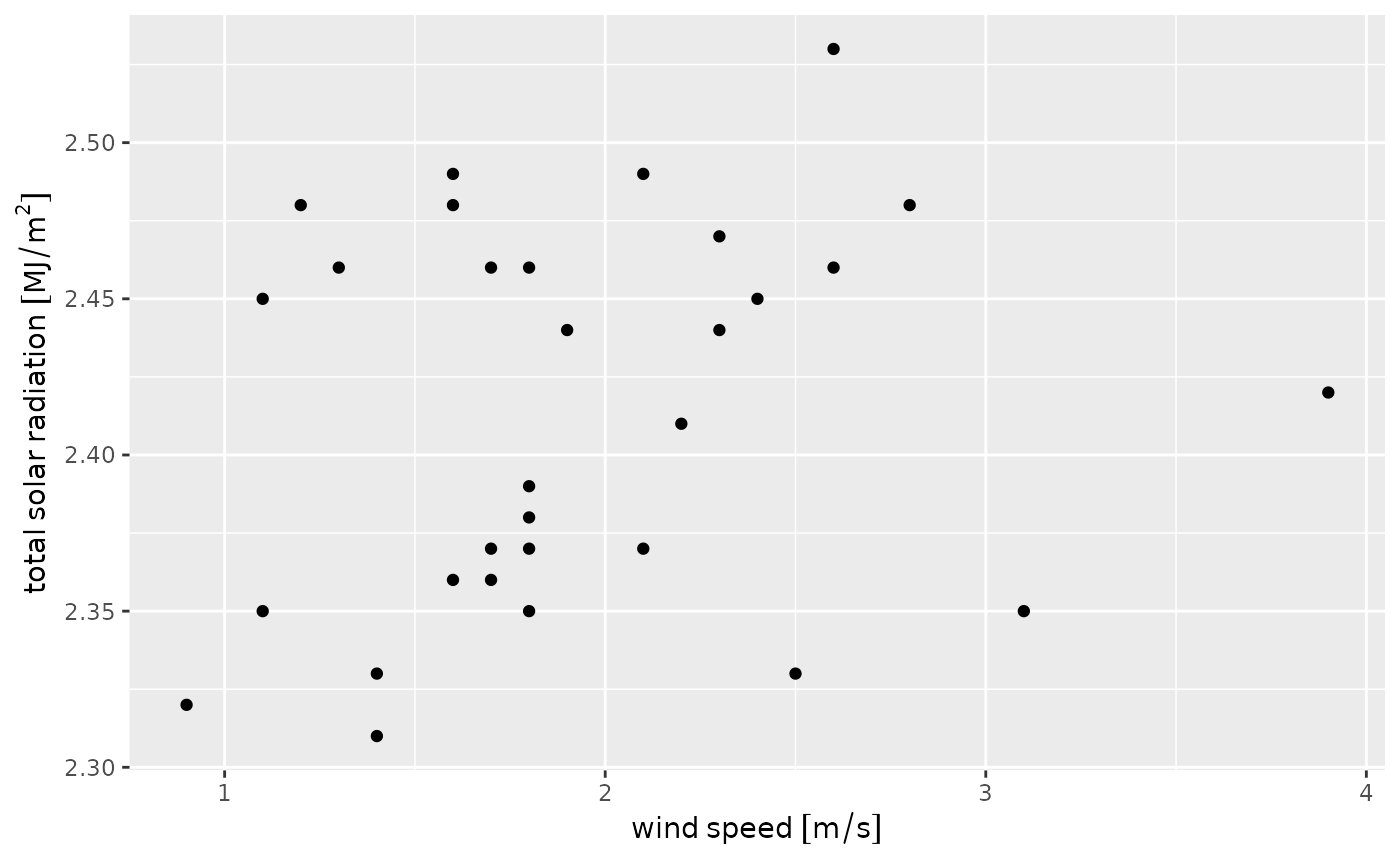 total solar radiation [MJ/m²]
2.50
2.45
2.40
2.35
2.30
1 2 3 4
wind speed [m/s]